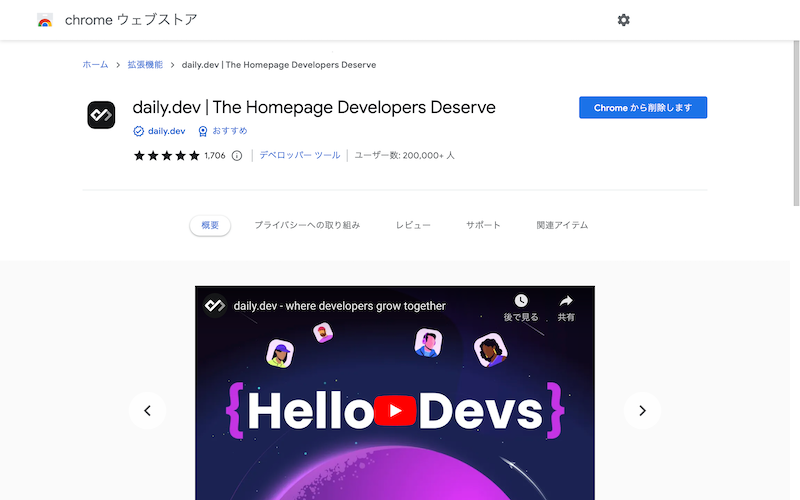 chrome ウェブストア
ホーム > 拡張機能 > daily.dev | The Homepage Developers Deserve
daily.dev | The Homepage Developers Deserve
Chrome から削除します
daily.dev おすすめ
1,706 デベロッパー ツール ユーザー数: 200,000+ 人
概要 プライバシーへの取り組み レビュー サポート 関連アイテム
daily.dev - where developers grow together
後で見る 共有
{Hello Devs}